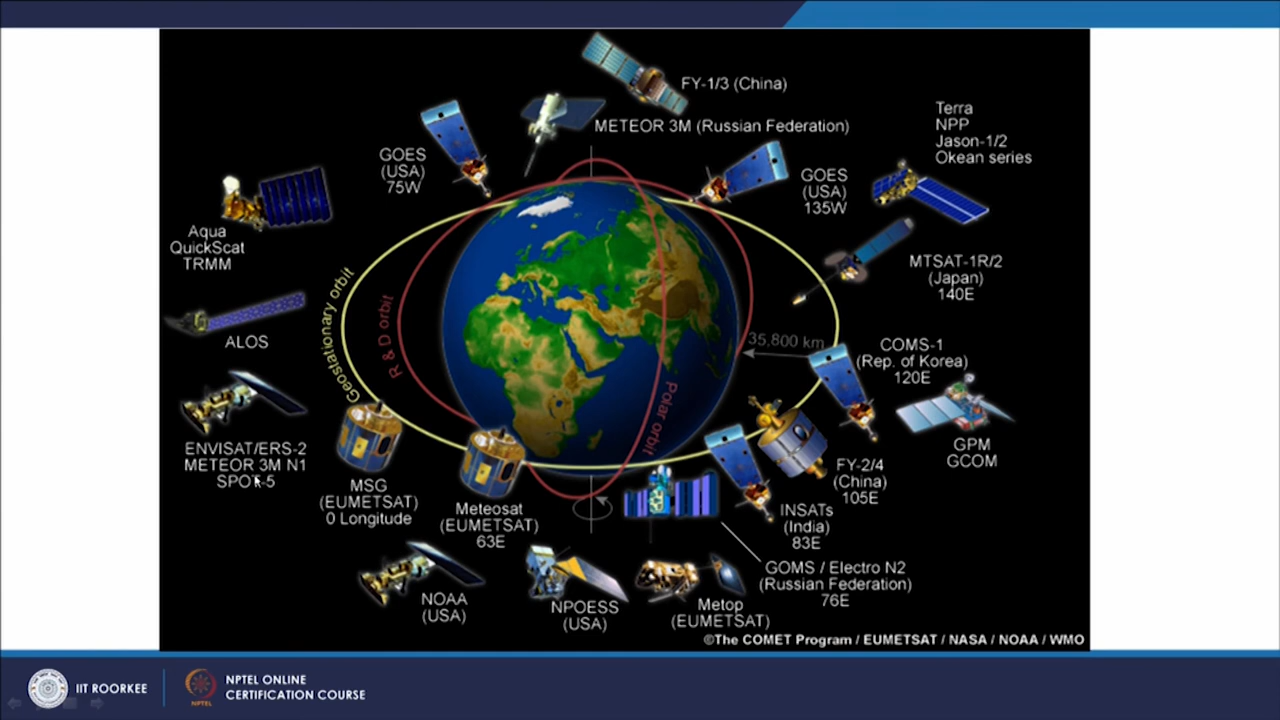 FY-1/3 (China)
METEOR 3M (Russian Federation)
GOES
(USA)
75W
GOES
(USA)
135W
Terra
NPP
Jason-1/2
Okean series
Aqua
QuickScat
TRMM
MTSAT-1R/2
(Japan)
140E
ALOS
Geostationary orbit
R & D orbit
Polar orbit
35,800 km
COMS-1
(Rep. of Korea)
120E
GPM
GCOM
ENVISAT/ERS-2
METEOR 3M N1
SPOT-5
MSG
(EUMETSAT)
0 Longitude
Meteosat
(EUMETSAT)
63E
FY-2/4
(China)
105E
INSATs
(India)
83E
GOMS / Electro N2
(Russian Federation)
76E
NOAA
(USA)
NPOESS
(USA)
Metop
(EUMETSAT)
©The COMET Program / EUMETSAT / NASA / NOAA / WMO
IIT ROORKEE
NPTEL
NPTEL ONLINE
CERTIFICATION COURSE